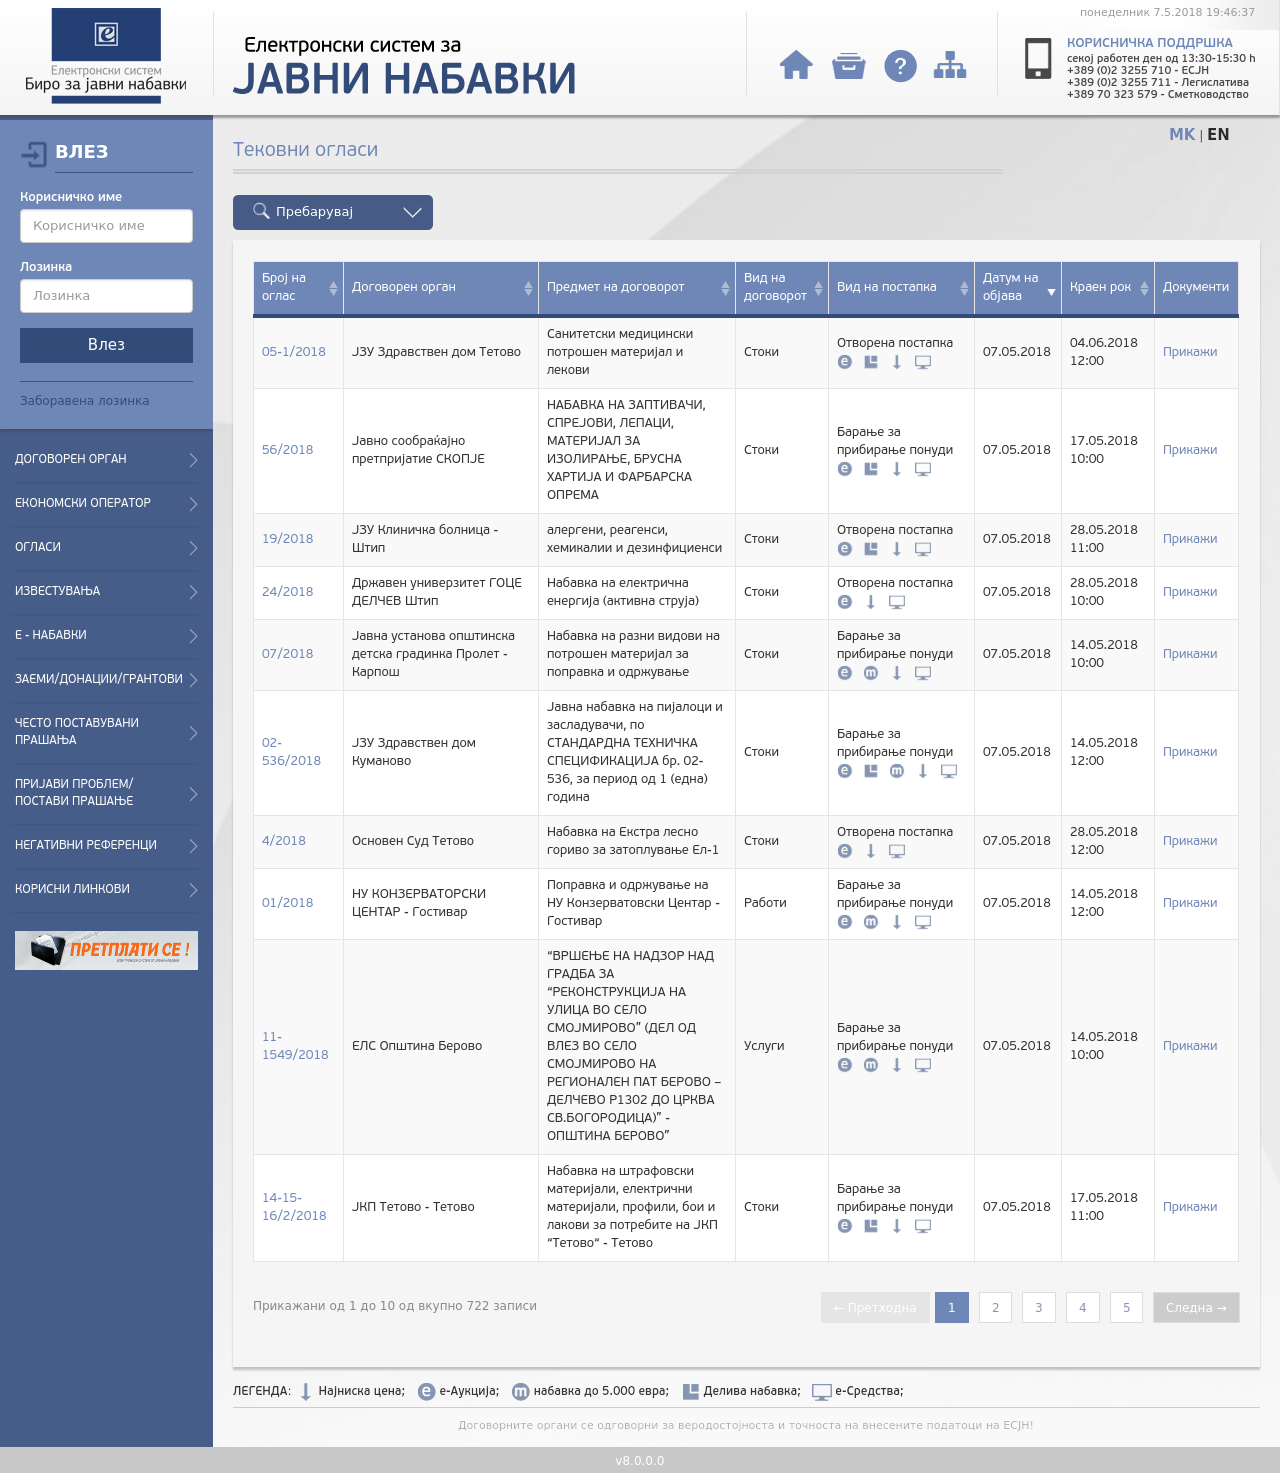 понеделник 7.5.2018 19:46:37
Електронски систем
Биро за јавни набавки
Електронски систем за
ЈАВНИ НАБАВКИ
КОРИСНИЧКА ПОДДРШКА
секој работен ден од 13:30-15:30 h
+389 (0)2 3255 710 - ЕСЈН
+389 (0)2 3255 711 - Легислатива
+389 70 323 579 - Сметководство
MK | EN
ВЛЕЗ
Корисничко име
Корисничко име
Лозинка
Лозинка
Влез
Заборавена лозинка
ДОГОВОРЕН ОРГАН
ЕКОНОМСКИ ОПЕРАТОР
ОГЛАСИ
ИЗВЕСТУВАЊА
Е - НАБАВКИ
ЗАЕМИ/ДОНАЦИИ/ГРАНТОВИ
ЧЕСТО ПОСТАВУВАНИ
ПРАШАЊА
ПРИЈАВИ ПРОБЛЕМ/
ПОСТАВИ ПРАШАЊЕ
НЕГАТИВНИ РЕФЕРЕНЦИ
КОРИСНИ ЛИНКОВИ
ПРЕТПЛАТИ СЕ !
Тековни огласи
Пребарувај
Број на
оглас
Договорен орган
Предмет на договорот
Вид на
договорот
Вид на постапка
Датум на
објава
Краен рок
Документи
05-1/2018
ЈЗУ Здравствен дом Тетово
Санитетски медицински
потрошен материјал и
лекови
Стоки
Отворена постапка
07.05.2018
04.06.2018
12:00
Прикажи
56/2018
Јавно сообраќајно
претпријатие СКОПЈЕ
НАБАВКА НА ЗАПТИВАЧИ,
СПРЕЈОВИ, ЛЕПАЦИ,
МАТЕРИЈАЛ ЗА
ИЗОЛИРАЊЕ, БРУСНА
ХАРТИЈА И ФАРБАРСКА
ОПРЕМА
Стоки
Барање за
прибирање понуди
07.05.2018
17.05.2018
10:00
Прикажи
19/2018
ЈЗУ Клиничка болница -
Штип
алергени, реагенси,
хемикалии и дезинфициенси
Стоки
Отворена постапка
07.05.2018
28.05.2018
11:00
Прикажи
24/2018
Државен универзитет ГОЦЕ
ДЕЛЧЕВ Штип
Набавка на електрична
енергија (активна струја)
Стоки
Отворена постапка
07.05.2018
28.05.2018
10:00
Прикажи
07/2018
Јавна установа општинска
детска градинка Пролет -
Карпош
Набавка на разни видови на
потрошен материјал за
поправка и одржување
Стоки
Барање за
прибирање понуди
07.05.2018
14.05.2018
10:00
Прикажи
02-
536/2018
ЈЗУ Здравствен дом
Куманово
Јавна набавка на пијалоци и
засладувачи, по
СТАНДАРДНА ТЕХНИЧКА
СПЕЦИФИКАЦИЈА бр. 02-
536, за период од 1 (една)
година
Стоки
Барање за
прибирање понуди
07.05.2018
14.05.2018
12:00
Прикажи
4/2018
Основен Суд Тетово
Набавка на Екстра лесно
гориво за затоплување Ел-1
Стоки
Отворена постапка
07.05.2018
28.05.2018
12:00
Прикажи
01/2018
НУ КОНЗЕРВАТОРСКИ
ЦЕНТАР - Гостивар
Поправка и одржување на
НУ Конзерватовски Центар -
Гостивар
Работи
Барање за
прибирање понуди
07.05.2018
14.05.2018
12:00
Прикажи
11-
1549/2018
ЕЛС Општина Берово
“ВРШЕЊЕ НА НАДЗОР НАД
ГРАДБА ЗА
“РЕКОНСТРУКЦИЈА НА
УЛИЦА ВО СЕЛО
СМОЈМИРОВО” (ДЕЛ ОД
ВЛЕЗ ВО СЕЛО
СМОЈМИРОВО НА
РЕГИОНАЛЕН ПАТ БЕРОВО –
ДЕЛЧЕВО Р1302 ДО ЦРКВА
СВ.БОГОРОДИЦА)” -
ОПШТИНА БЕРОВО”
Услуги
Барање за
прибирање понуди
07.05.2018
14.05.2018
10:00
Прикажи
14-15-
16/2/2018
ЈКП Тетово - Тетово
Набавка на штрафовски
материјали, електрични
материјали, профили, бои и
лакови за потребите на ЈКП
“Тетово“ - Тетово
Стоки
Барање за
прибирање понуди
07.05.2018
17.05.2018
11:00
Прикажи
Прикажани од 1 до 10 од вкупно 722 записи
← Претходна 1 2 3 4 5 Следна →
ЛЕГЕНДА: Најниска цена; е-Аукција; набавка до 5.000 евра; Делива набавка; е-Средства;
Договорните органи се одговорни за веродостојноста и точноста на внесените податоци на ЕСЈН!
v8.0.0.0